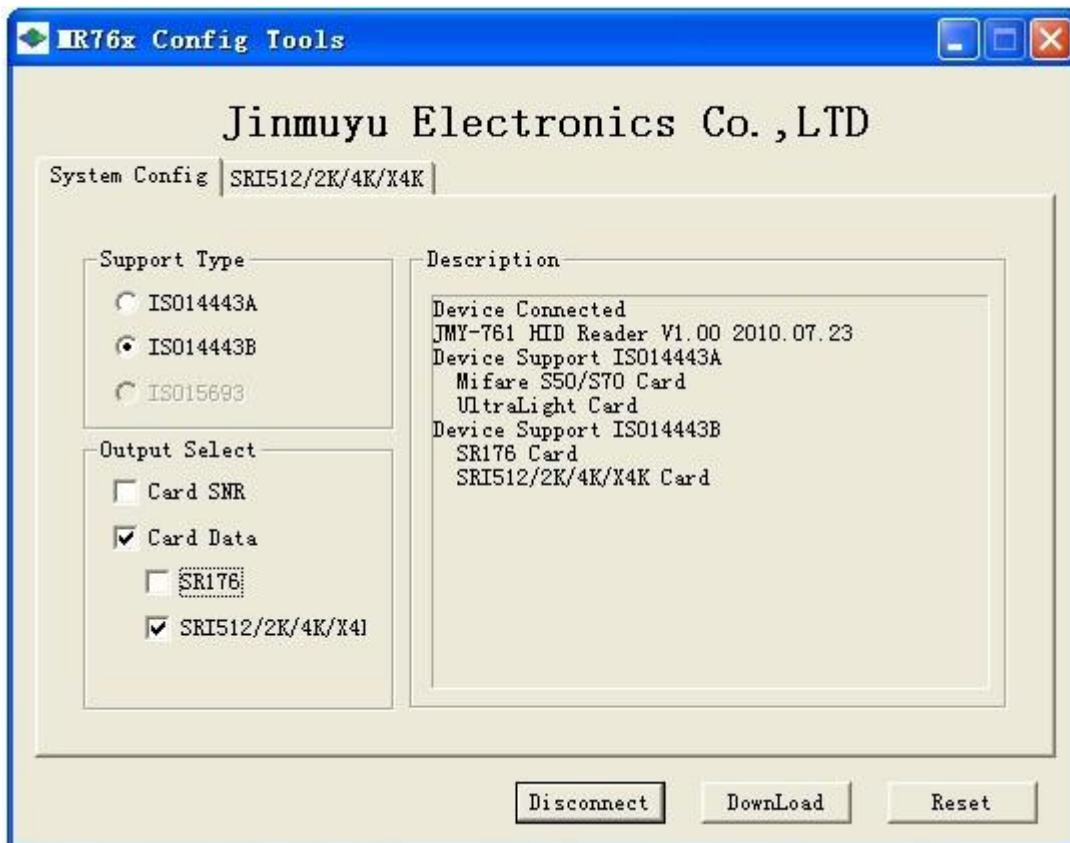 MR76x Config Tools
Jinmuyu Electronics Co.,LTD
System Config
SRI512/2K/4K/X4K
Support Type
ISO14443A
ISO14443B
ISO15693
Output Select
Card SNR
Card Data
SR176
SRI512/2K/4K/X4
Description
Device Connected
JMY-761 HID Reader V1.00 2010.07.23
Device Support ISO14443A
Mifare S50/S70 Card
UltraLight Card
Device Support ISO14443B
SR176 Card
SRI512/2K/4K/X4K Card
Disconnect
DownLoad
Reset